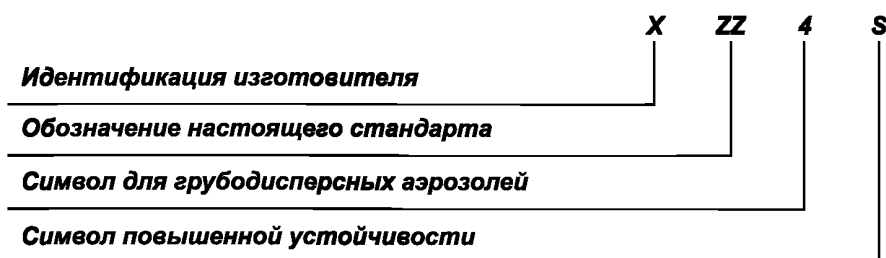 X ZZ 4 S
Идентификация изготовителя
Обозначение настоящего стандарта
Символ для грубодисперсных аэрозолей
Символ повышенной устойчивости